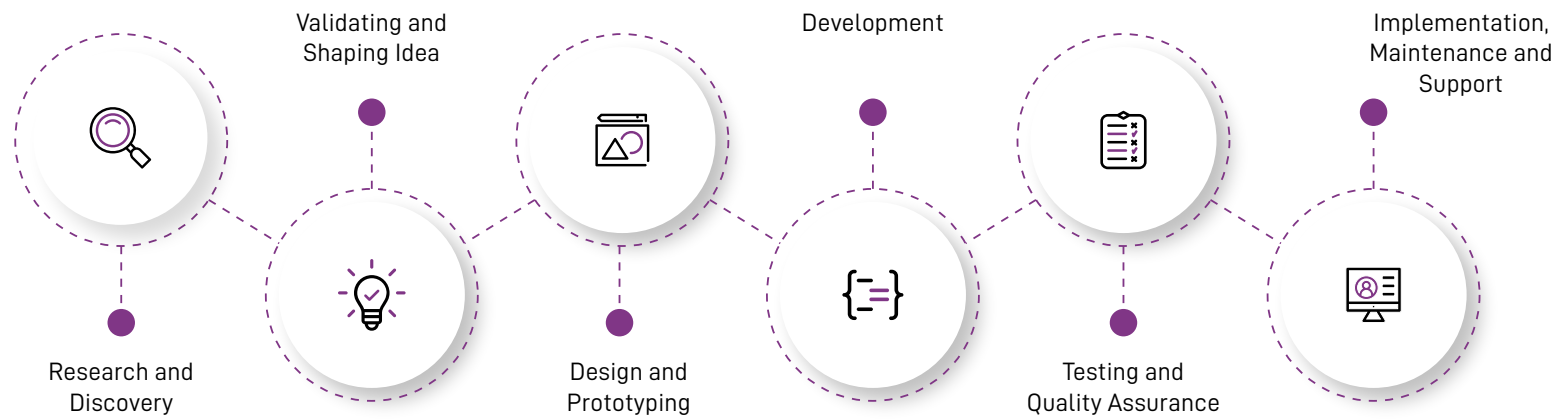 Research and
Discovery
Validating and
Shaping Idea
Design and
Prototyping
Development
Testing and
Quality Assurance
Implementation,
Maintenance and
Support